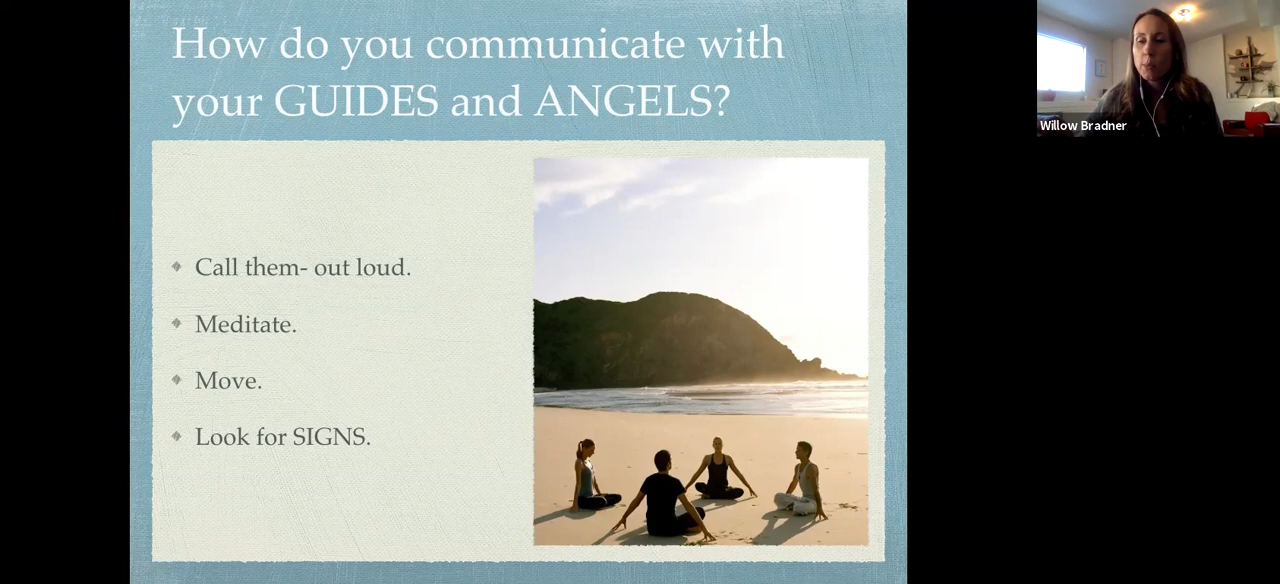 How do you communicate with
your GUIDES and ANGELS?
Call them- out loud.
Meditate.
Move.
Look for SIGNS.
Willow Bradner